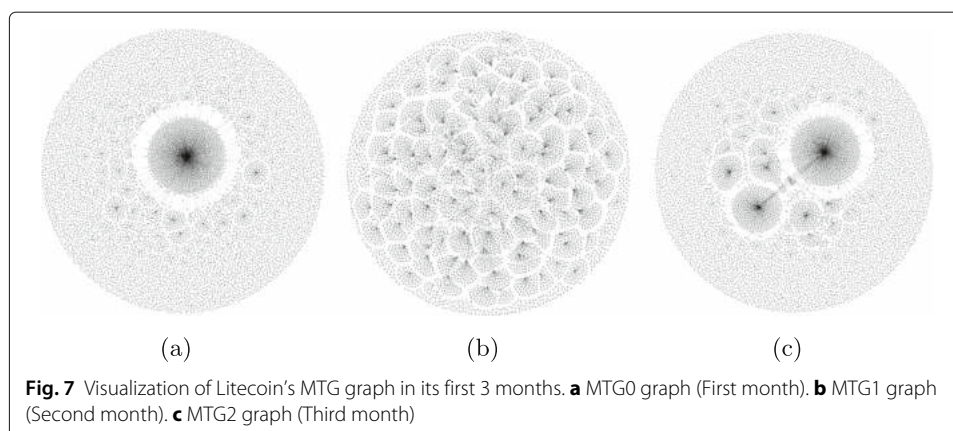 (a)
(b)
(c)
Fig. 7 Visualization of Litecoin's MTG graph in its first 3 months. a MTG0 graph (First month). b MTG1 graph
(Second month). c MTG2 graph (Third month)